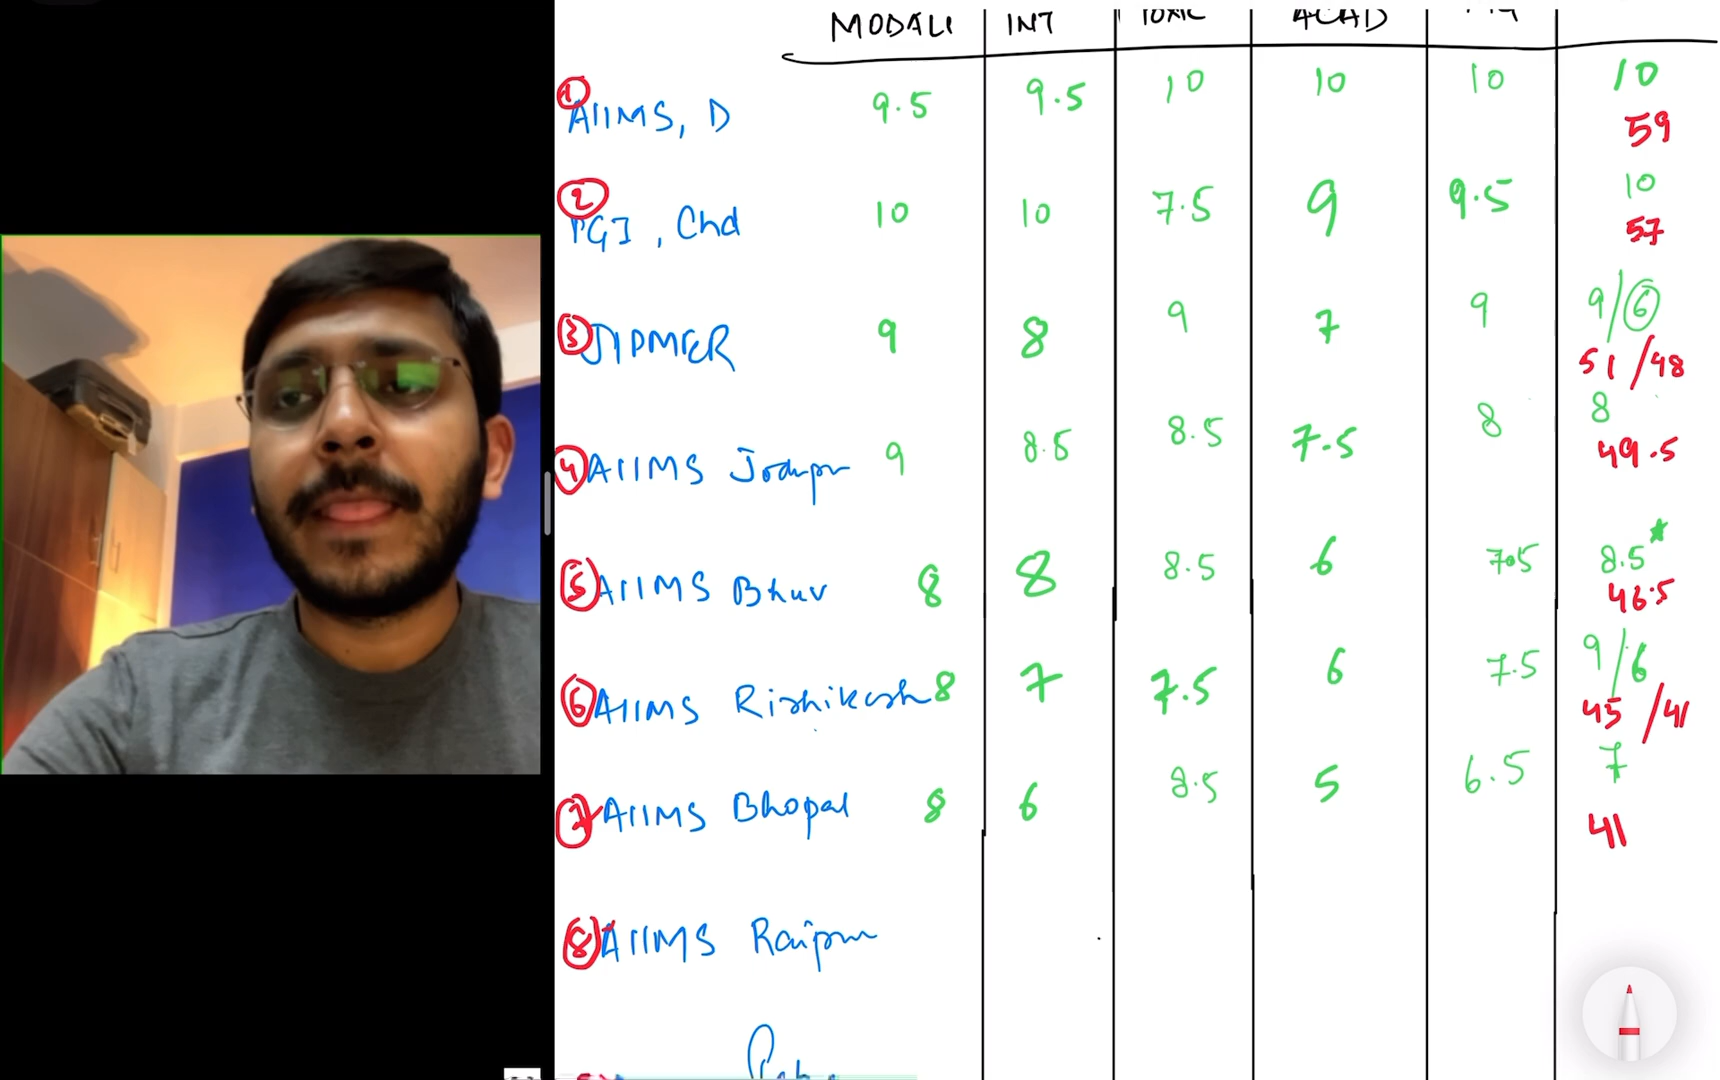 MODALI INT TOXIC ACAD
① AIIMS, D 9.5 9.5 10 10 10 10
59
② PGI, Chd 10 10 7.5 9 9.5 10
57
③ JIPMER 9 8 9 7 9 9/6
51/48
④ AIIMS Jodhpur 9 8.5 8.5 7.5 8 8
49.5
⑤ AIIMS Bhuv 8 8 8.5 6 7.5 8.5*
46.5
⑥ AIIMS Rishikesh 8 7 7.5 6 7.5 9/6
45/41
⑦ AIIMS Bhopal 8 6 8.5 5 6.5 7
41
⑧ AIIMS Raipur